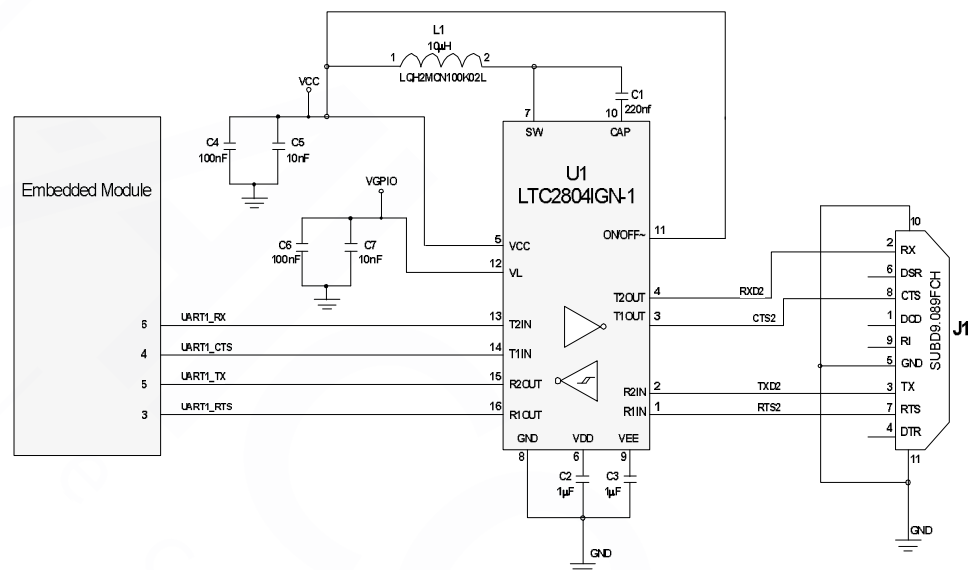 L1
10µH
1
2
LQH2MCN100K02L
VCC
C1
220nf
7
10
SW
CAP
C4
100nF
C5
10nF
U1
LTC2804IGN-1
Embedded Module
VGPIO
10
5
VCC
ON/OFF~
11
2
RX
C6
100nF
C7
10nF
12
VL
6
DSR
T2OUT
4
RXD2
8
CTS
6
UART1_RX
13
T2IN
T1OUT
3
CTS2
1
DCD
J1
SUBD9.089FCH
4
UART1_CTS
14
T1IN
9
RI
5
GND
5
UART1_TX
15
R2OUT
R2IN
2
TXD2
3
TX
3
UART1_RTS
16
R1OUT
R1IN
1
RTS2
7
RTS
4
DTR
GND
VDD
VEE
8
6
9
11
C2
1µF
C3
1µF
GND
GND